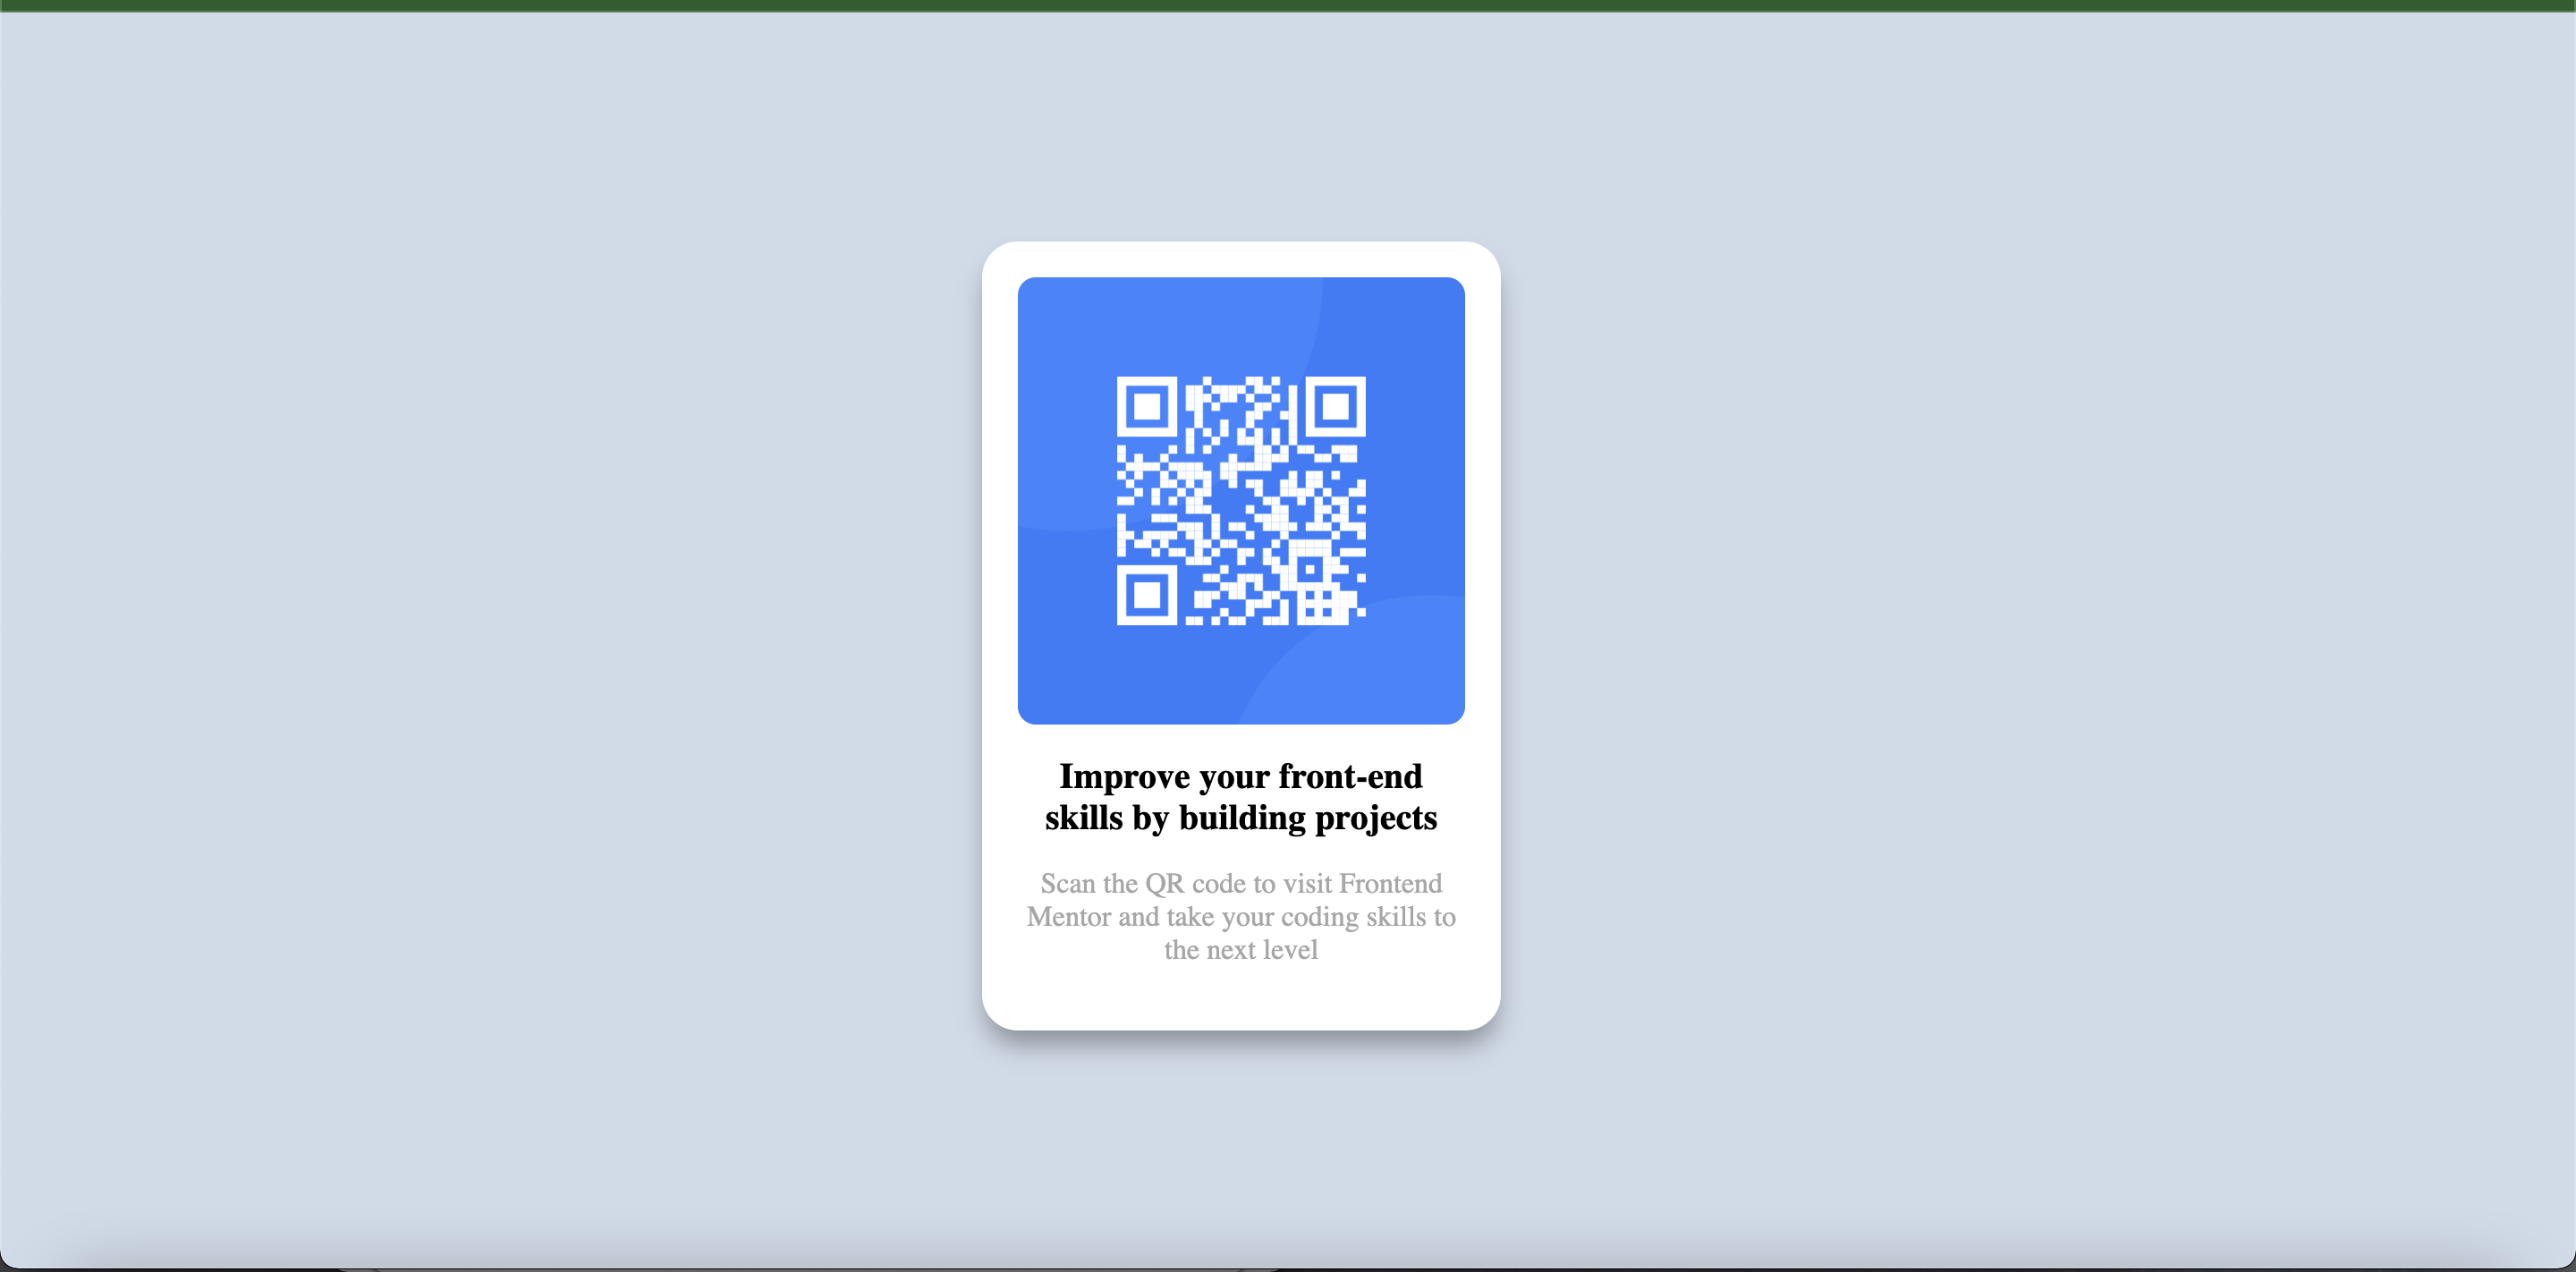 Improve your front-end
skills by building projects
Scan the QR code to visit Frontend
Mentor and take your coding skills to
the next level